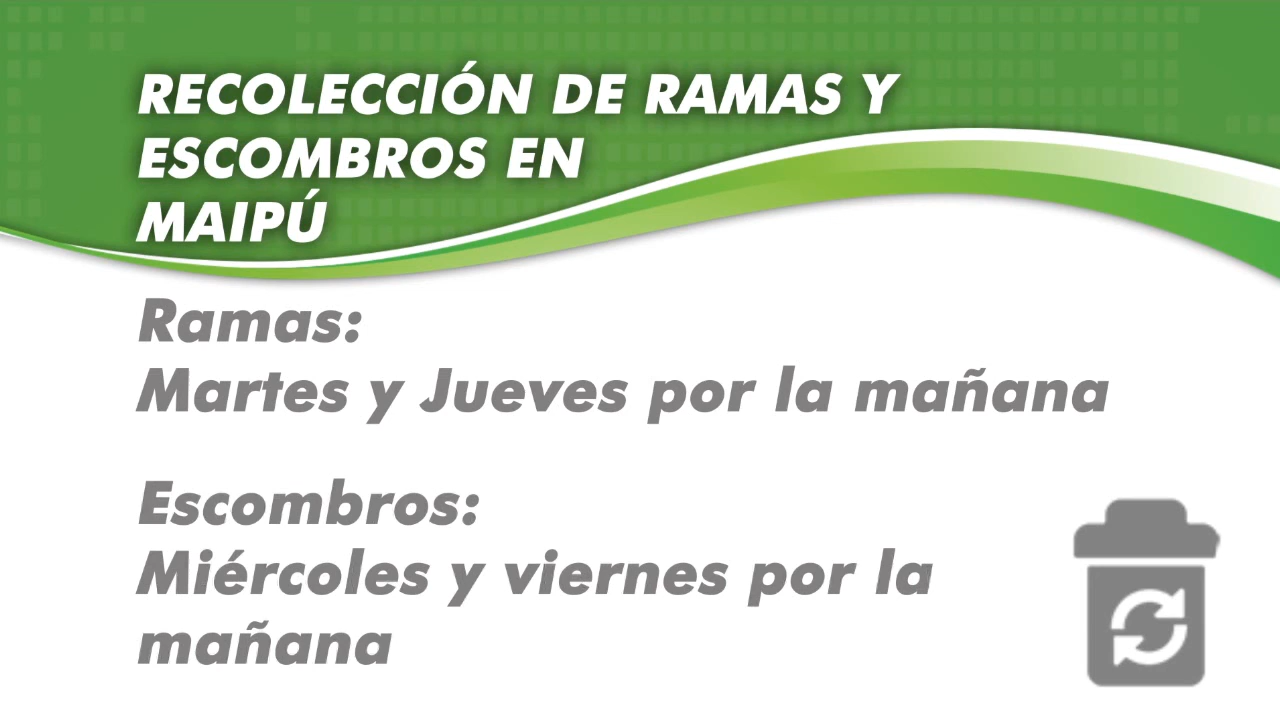 RECOLECCIÓN DE RAMAS Y
ESCOMBROS EN
MAIPÚ
Ramas:
Martes y Jueves por la mañana
Escombros:
Miércoles y viernes por la
mañana